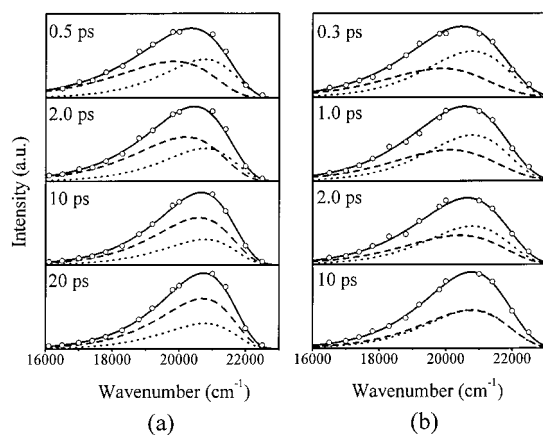 0.5 ps
2.0 ps
10 ps
20 ps
Intensity (a.u.)
16000 18000 20000 22000
Wavenumber (cm⁻¹)
(a)
0.3 ps
1.0 ps
2.0 ps
10 ps
16000 18000 20000 22000
Wavenumber (cm⁻¹)
(b)